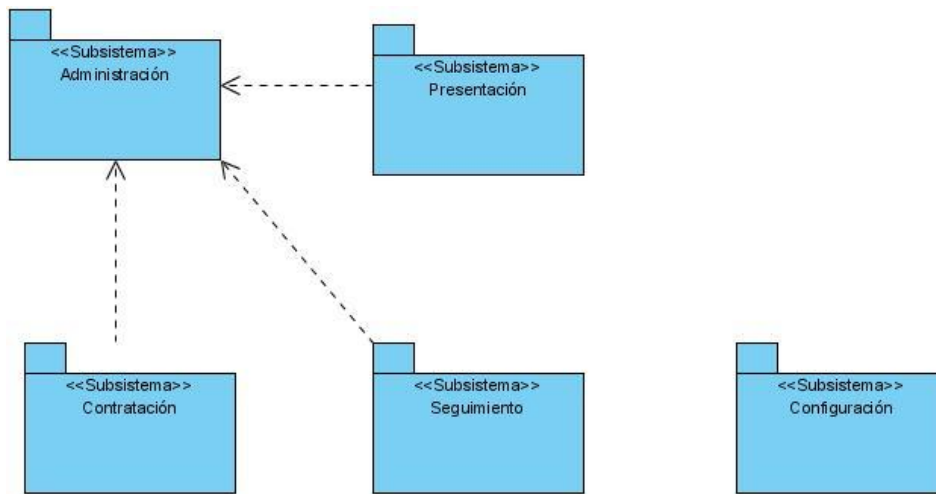 <<Subsistema>>
Administración
<<Subsistema>>
Presentación
<<Subsistema>>
Contratación
<<Subsistema>>
Seguimiento
<<Subsistema>>
Configuración